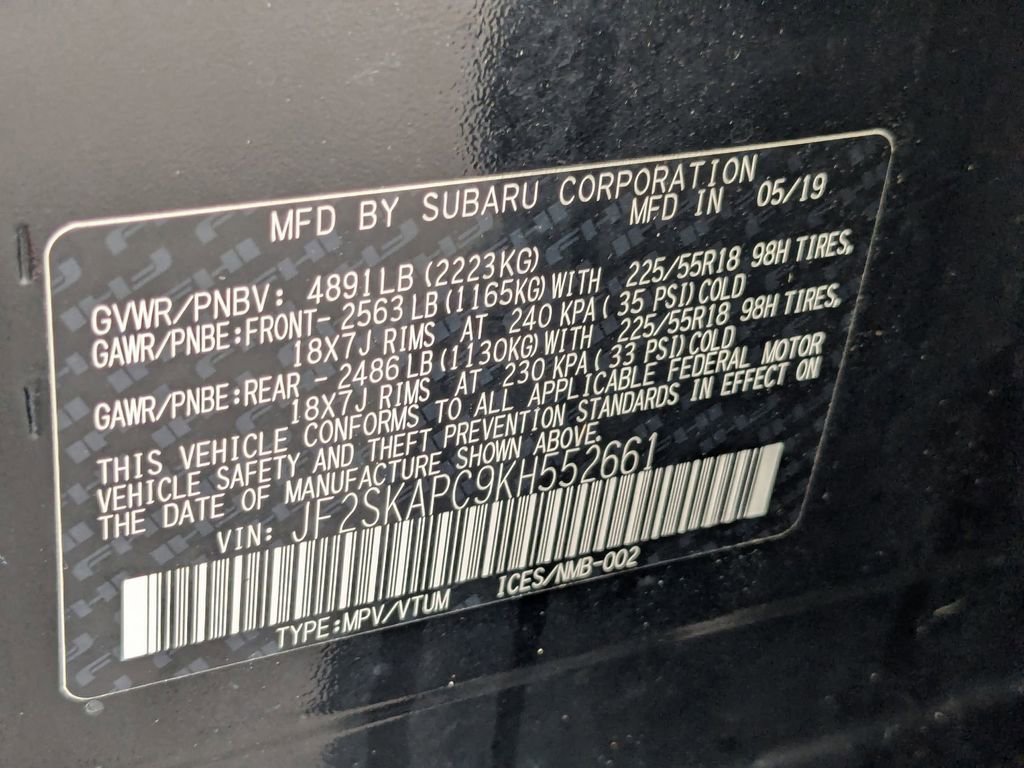 MFD BY SUBARU CORPORATION
MFD IN 05/19
GVWR/PNBV: 4891LB (2223KG)
GAWR/PNBE:FRONT- 2563LB (1165KG) WITH 225/55R18 98H TIRES,
18X7J RIMS AT 240 KPA (35 PSI) COLD
GAWR/PNBE:REAR - 2486LB (1130KG) WITH 225/55R18 98H TIRES,
18X7J RIMS AT 230 KPA (33 PSI) COLD
THIS VEHICLE CONFORMS TO ALL APPLICABLE FEDERAL MOTOR
VEHICLE SAFETY AND THEFT PREVENTION STANDARDS IN EFFECT ON
THE DATE OF MANUFACTURE SHOWN ABOVE.
VIN: JF2SKAPC9KH552661
TYPE:MPV/VTUM ICES/NMB-002